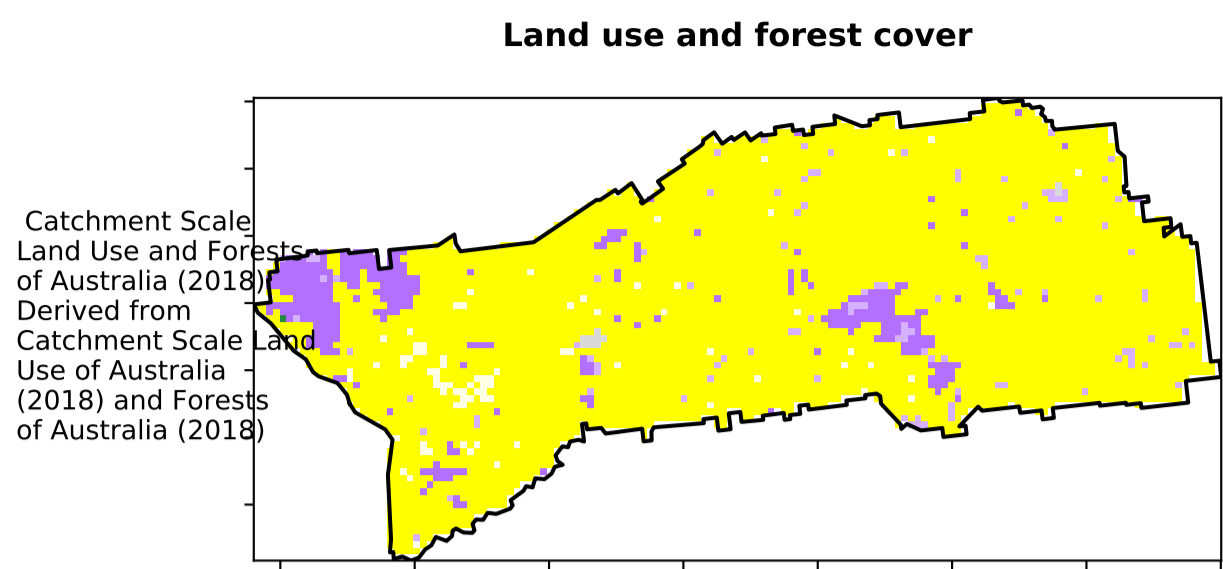 Land use and forest cover
Catchment Scale
Land Use and Forests
of Australia (2018)
Derived from
Catchment Scale Land
Use of Australia
(2018) and Forests
of Australia (2018)